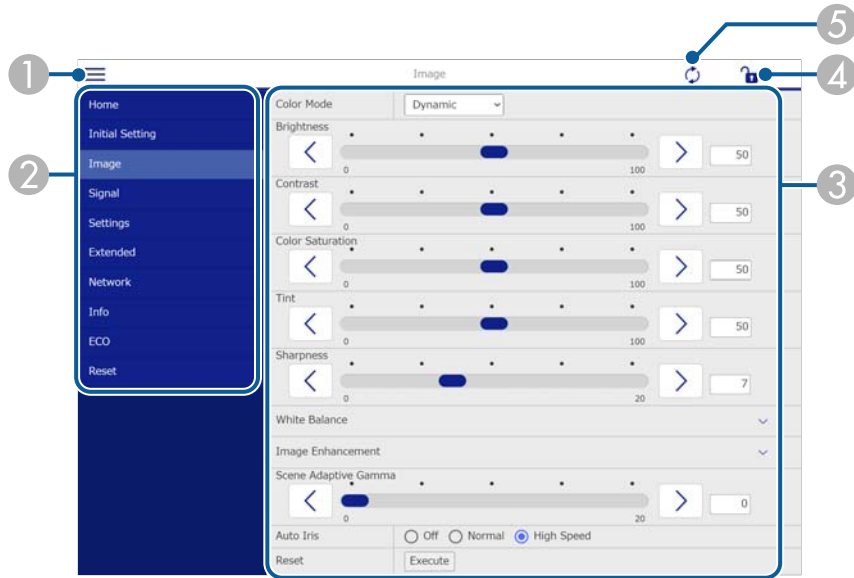 5
1
Image
4
Home
Color Mode
Dynamic
Initial Setting
Brightness
0
100
50
2
Image
Signal
Contrast
0
100
50
3
Settings
Extended
Color Saturation
0
100
50
Network
Info
Tint
0
100
50
ECO
Reset
Sharpness
0
20
7
White Balance
Image Enhancement
Scene Adaptive Gamma
0
20
0
Auto Iris
Off
Normal
High Speed
Reset
Execute